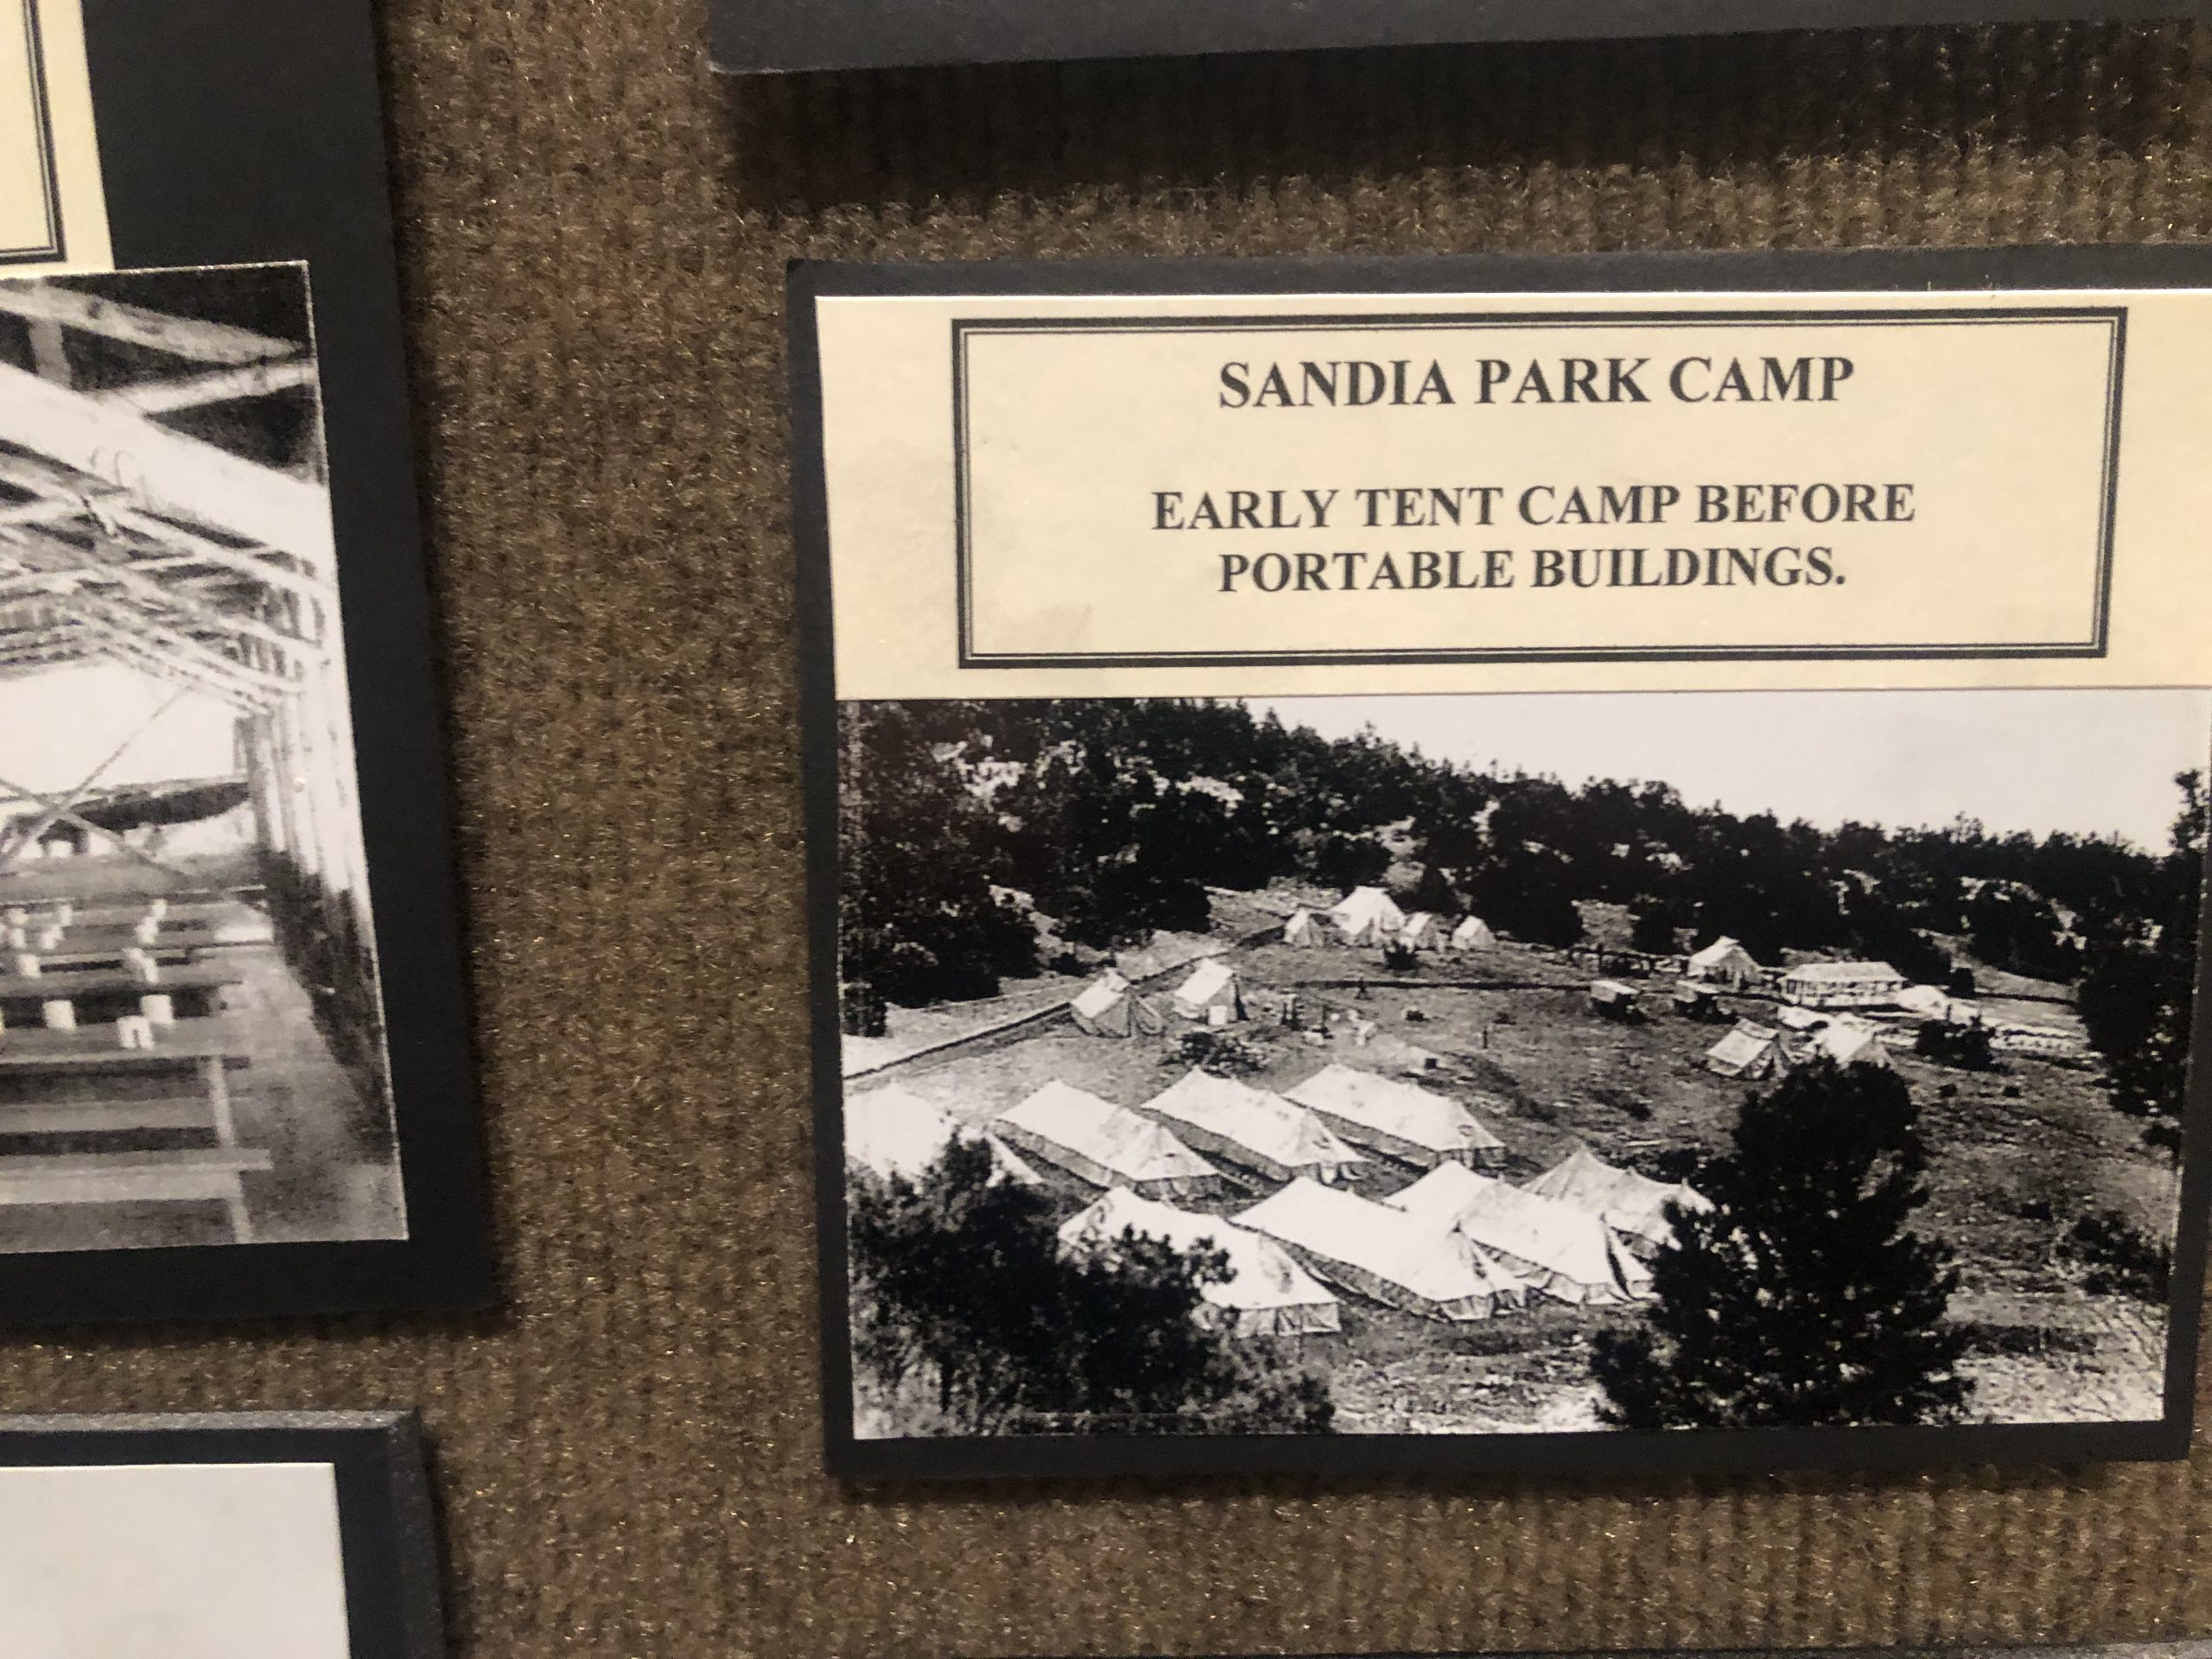 SANDIA PARK CAMP
EARLY TENT CAMP BEFORE
PORTABLE BUILDINGS.